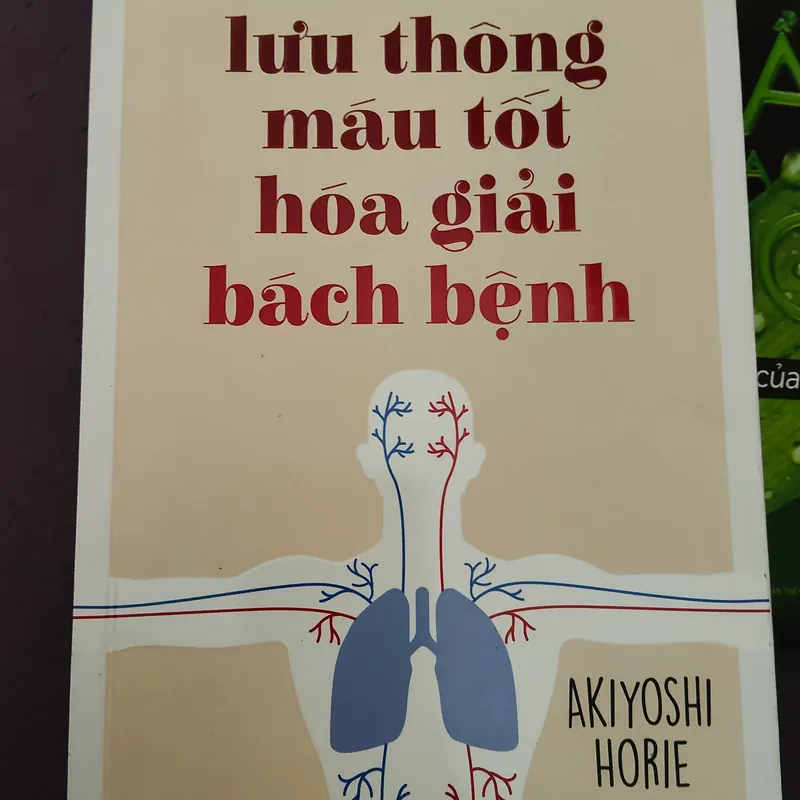 lưu thông
máu tốt
hóa giải
bách bệnh
AKIYOSHI
HORIE
của